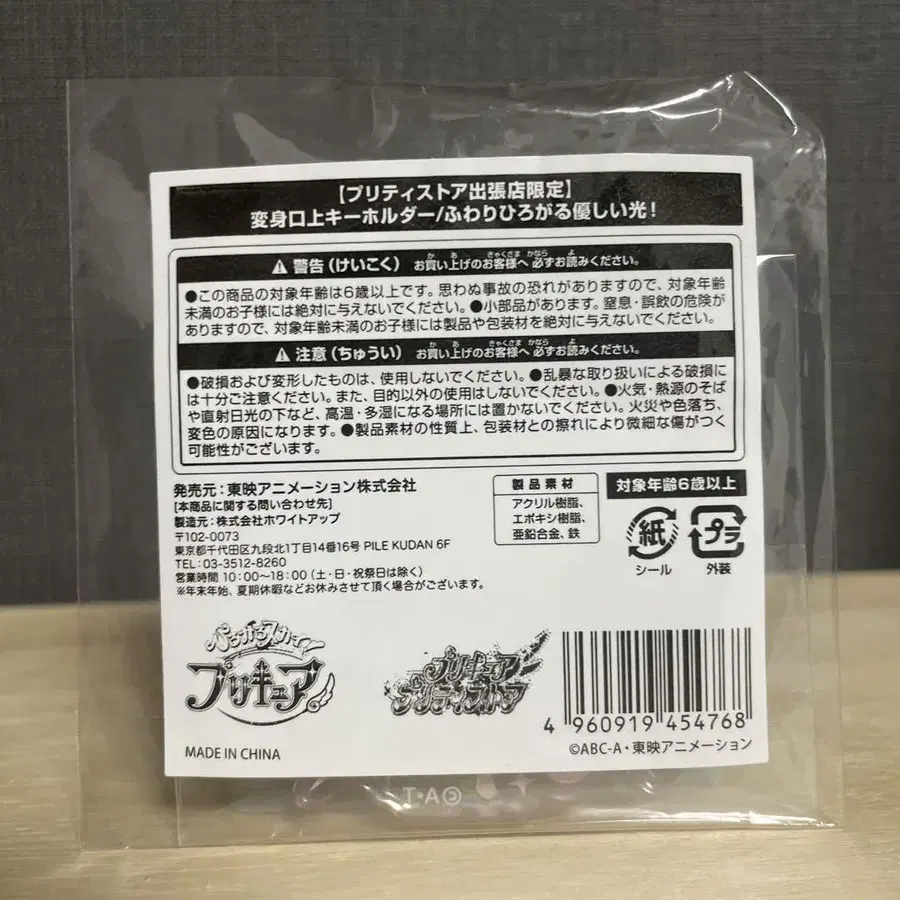 【プリティストア出張店限定】
変身口上キーホルダー/ふわりひろがる優しい光!
⚠ 警告(けいこく) お買い上げのお客様へ 必ずお読みください。
●この商品の対象年齢は6歳以上です。思わぬ事故の恐れがありますので、対象年齢
未満のお子様には絶対に与えないでください。●小部品があります。窒息・誤飲の危険が
ありますので、対象年齢未満のお子様には製品や包装材を絶対に与えないでください。
⚠ 注意(ちゅうい) お買い上げのお客様へ 必ずお読みください。
●破損および変形したものは、使用しないでください。●乱暴な取り扱いによる破損に
は十分ご注意ください。また、目的以外の使用はしないでください。●火気・熱源のそば
や直射日光の下など、高温・多湿になる場所には置かないでください。火災や色落ち、
変色の原因になります。●製品素材の性質上、包装材との擦れにより微細な傷がつく
可能性がございます。
発売元:東映アニメーション株式会社
[本商品に関する問い合わせ先]
製造元:株式会社ホワイトアップ
〒102-0073
東京都千代田区九段北1丁目14番16号 PILE KUDAN 6F
TEL:03-3512-8260
営業時間 10:00〜18:00(土・日・祝祭日は除く)
※年末年始、夏期休暇などお休みさせて頂く場合がございます。
製品素材
アクリル樹脂、
エポキシ樹脂、
亜鉛合金、鉄
対象年齢6歳以上
紙
シール
プラ
外装
ひろがるスカイ!
プリキュア
プリキュア
プリティストア
4 960919 454768
MADE IN CHINA
©ABC-A・東映アニメーション
T・A